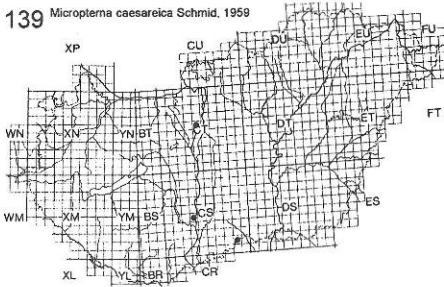 139 Micropterna caesareica Schmid, 1959
XP CU DU EU FU
WN XN YN BT DT ET FT
WM XM YM BS CS DS ES
XL YL BR CR